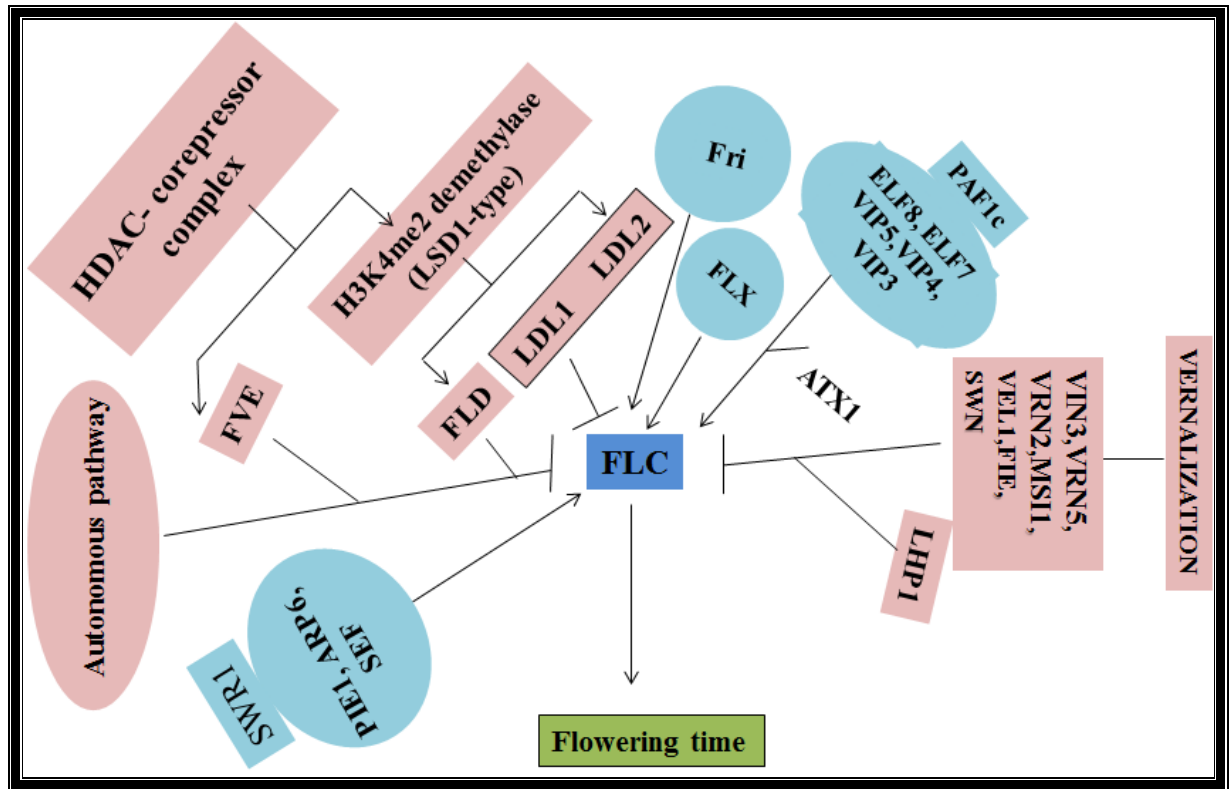 HDAC- corepressor
complex
H3K4me2 demethylase
(LSD1-type)
LDL1 LDL2
Fri
FLX
ELF8, ELF7
VIP5,VIP4,
VIP3
PAF1c
ATX1
FVE
FLD
FLC
Autonomous pathway
VIN3,VRN5,
VRN2,MSI1,
VEL1,FIE,
SWN
VERNALIZATION
LHP1
PIE1, ARP6,
SEF
SWR1
Flowering time